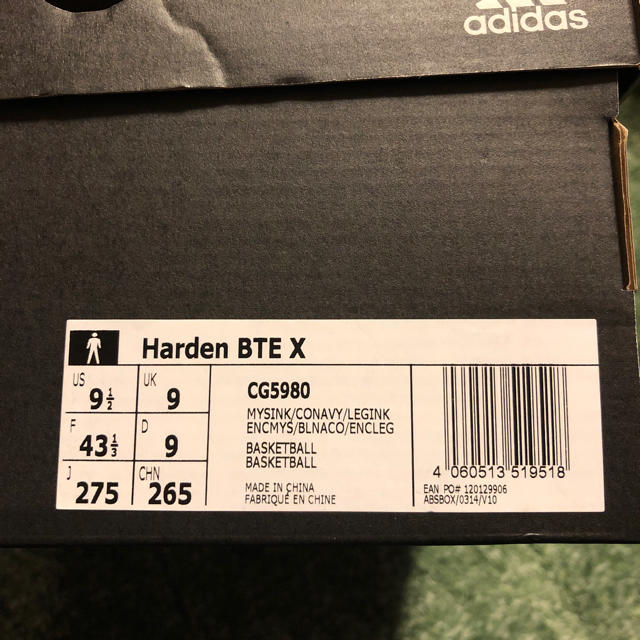 adidas
Harden BTE X
US 9½ UK 9
F 43⅓ D 9
J 275 CHN 265
CG5980
MYSINK/CONAVY/LEGINK
ENCMYS/BLNACO/ENCLEG
BASKETBALL
BASKETBALL
MADE IN CHINA
FABRIQUÉ EN CHINE
4 060513 519518
EAN PO# 120129906
ABSBOX/0314/V10